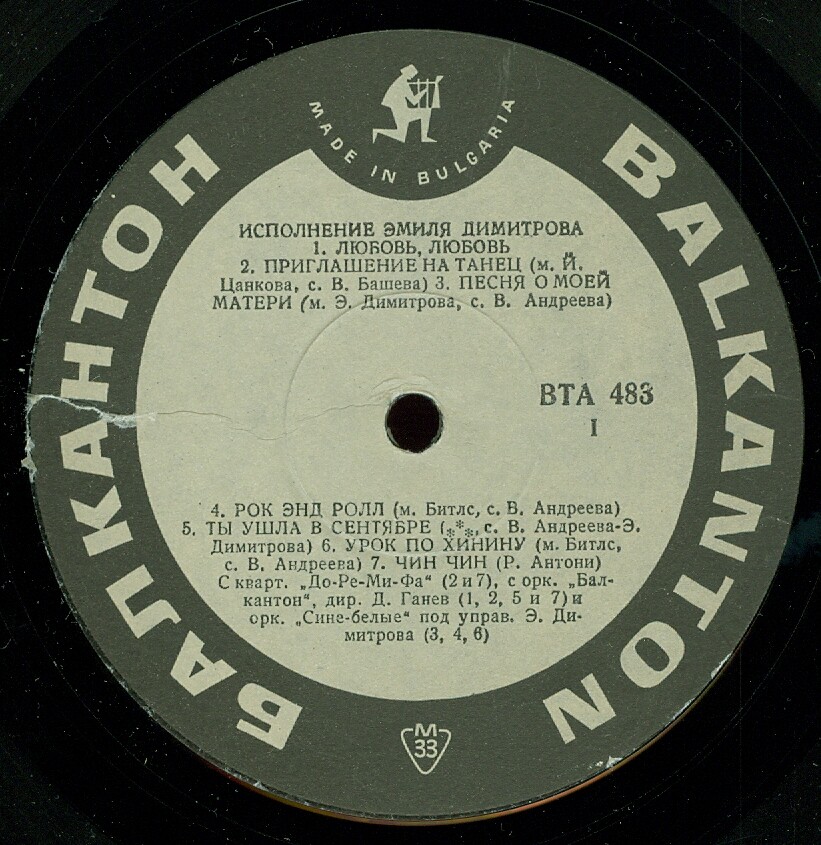 MADE IN BULGARIA
БАЛКАНТОН
BALKANTON
ИСПОЛНЕНИЕ ЭМИЛЯ ДИМИТРОВА
1. ЛЮБОВЬ, ЛЮБОВЬ
2. ПРИГЛАШЕНИЕ НА ТАНЕЦ (м. Й.
Цанкова, с. В. Башева) 3. ПЕСНЯ О МОЕЙ
МАТЕРИ (м. Э. Димитрова, с. В. Андреева)
ВТА 483
I
4. РОК ЭНД РОЛЛ (м. Битлс, с. В. Андреева)
5. ТЫ УШЛА В СЕНТЯБРЕ (***, с. В. Андреева-Э.
Димитрова) 6. УРОК ПО ХИНИНУ (м. Битлс,
с. В. Андреева) 7. ЧИН ЧИН (Р. Антони)
С кварт. „До-Ре-Ми-Фа“ (2 и 7), с орк. „Бал-
кантон“, дир. Д. Ганев (1, 2, 5 и 7) и
орк. „Сине-белые“ под управ. Э. Ди-
митрова (3, 4, 6)
М
33